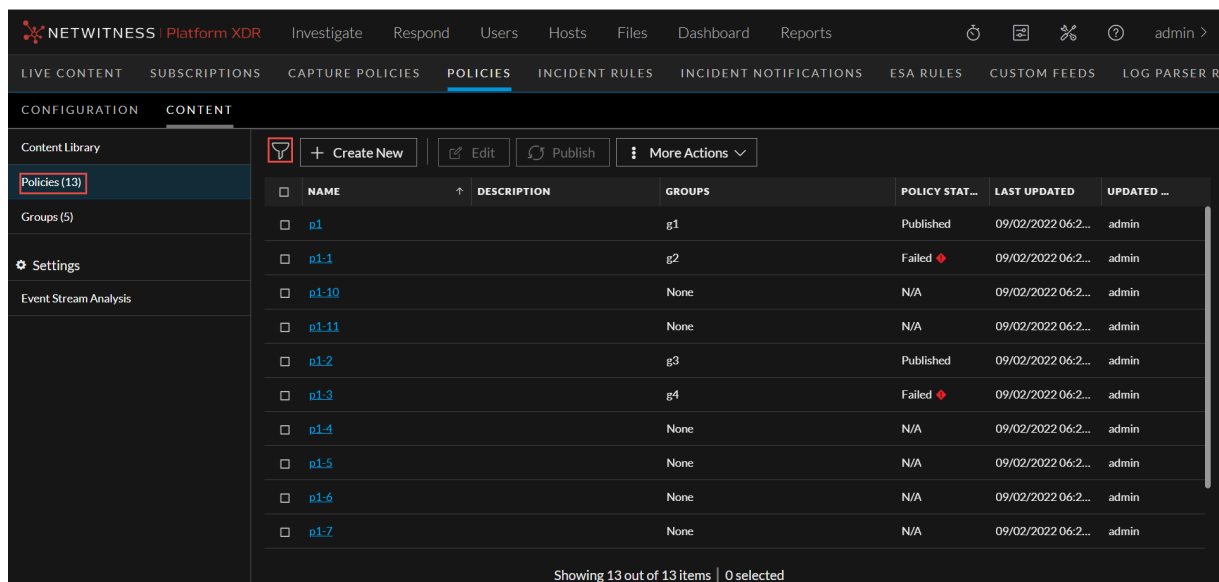 NETWITNESS | Platform XDR Investigate Respond Users Hosts Files Dashboard Reports admin >
LIVE CONTENT SUBSCRIPTIONS CAPTURE POLICIES POLICIES INCIDENT RULES INCIDENT NOTIFICATIONS ESA RULES CUSTOM FEEDS LOG PARSER R
CONFIGURATION CONTENT
Content Library
Policies (13)
Groups (5)
Settings
Event Stream Analysis
+ Create New Edit Publish More Actions
NAME ↑ DESCRIPTION GROUPS POLICY STAT... LAST UPDATED UPDATED ...
p1 g1 Published 09/02/2022 06:2... admin
p1-1 g2 Failed 09/02/2022 06:2... admin
p1-10 None N/A 09/02/2022 06:2... admin
p1-11 None N/A 09/02/2022 06:2... admin
p1-2 g3 Published 09/02/2022 06:2... admin
p1-3 g4 Failed 09/02/2022 06:2... admin
p1-4 None N/A 09/02/2022 06:2... admin
p1-5 None N/A 09/02/2022 06:2... admin
p1-6 None N/A 09/02/2022 06:2... admin
p1-7 None N/A 09/02/2022 06:2... admin
Showing 13 out of 13 items | 0 selected